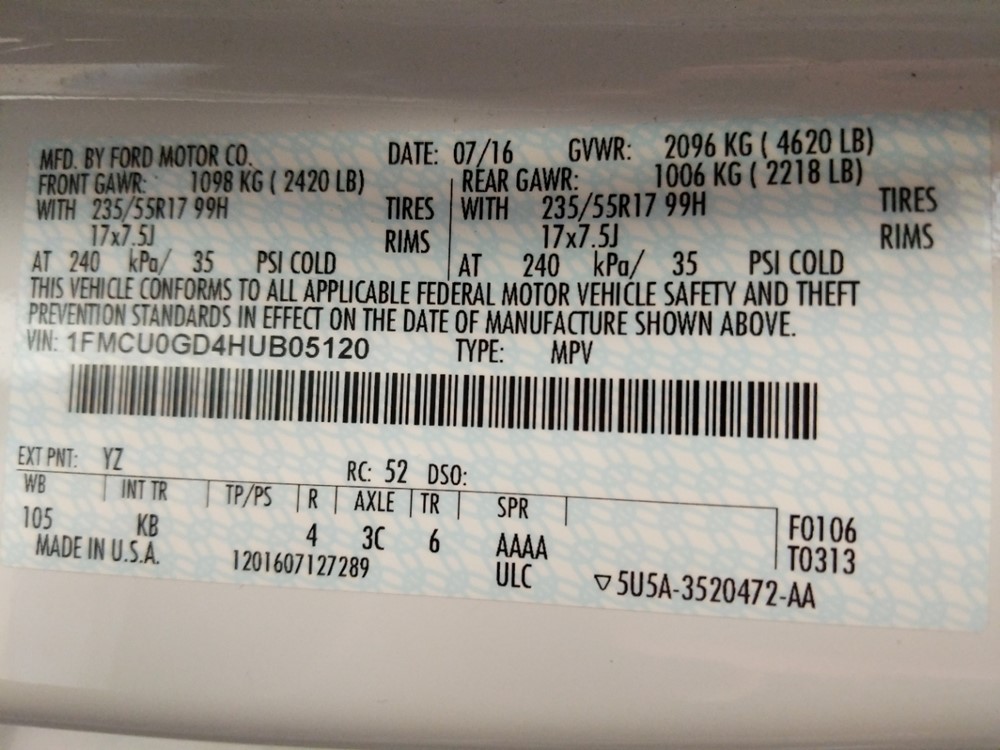 MFD. BY FORD MOTOR CO. DATE: 07/16 GVWR: 2096 KG ( 4620 LB)
FRONT GAWR: 1098 KG ( 2420 LB) REAR GAWR: 1006 KG ( 2218 LB)
WITH 235/55R17 99H TIRES WITH 235/55R17 99H TIRES
17x7.5J RIMS 17x7.5J RIMS
AT 240 kPa/ 35 PSI COLD AT 240 kPa/ 35 PSI COLD
THIS VEHICLE CONFORMS TO ALL APPLICABLE FEDERAL MOTOR VEHICLE SAFETY AND THEFT
PREVENTION STANDARDS IN EFFECT ON THE DATE OF MANUFACTURE SHOWN ABOVE.
VIN: 1FMCU0GD4HUB05120 TYPE: MPV
EXT PNT: YZ RC: 52 DSO:
WB INT TR TP/PS R AXLE TR SPR
105 KB 4 3C 6 AAAA F0106
MADE IN U.S.A. 1201607127289 ULC T0313
▽5U5A-3520472-AA